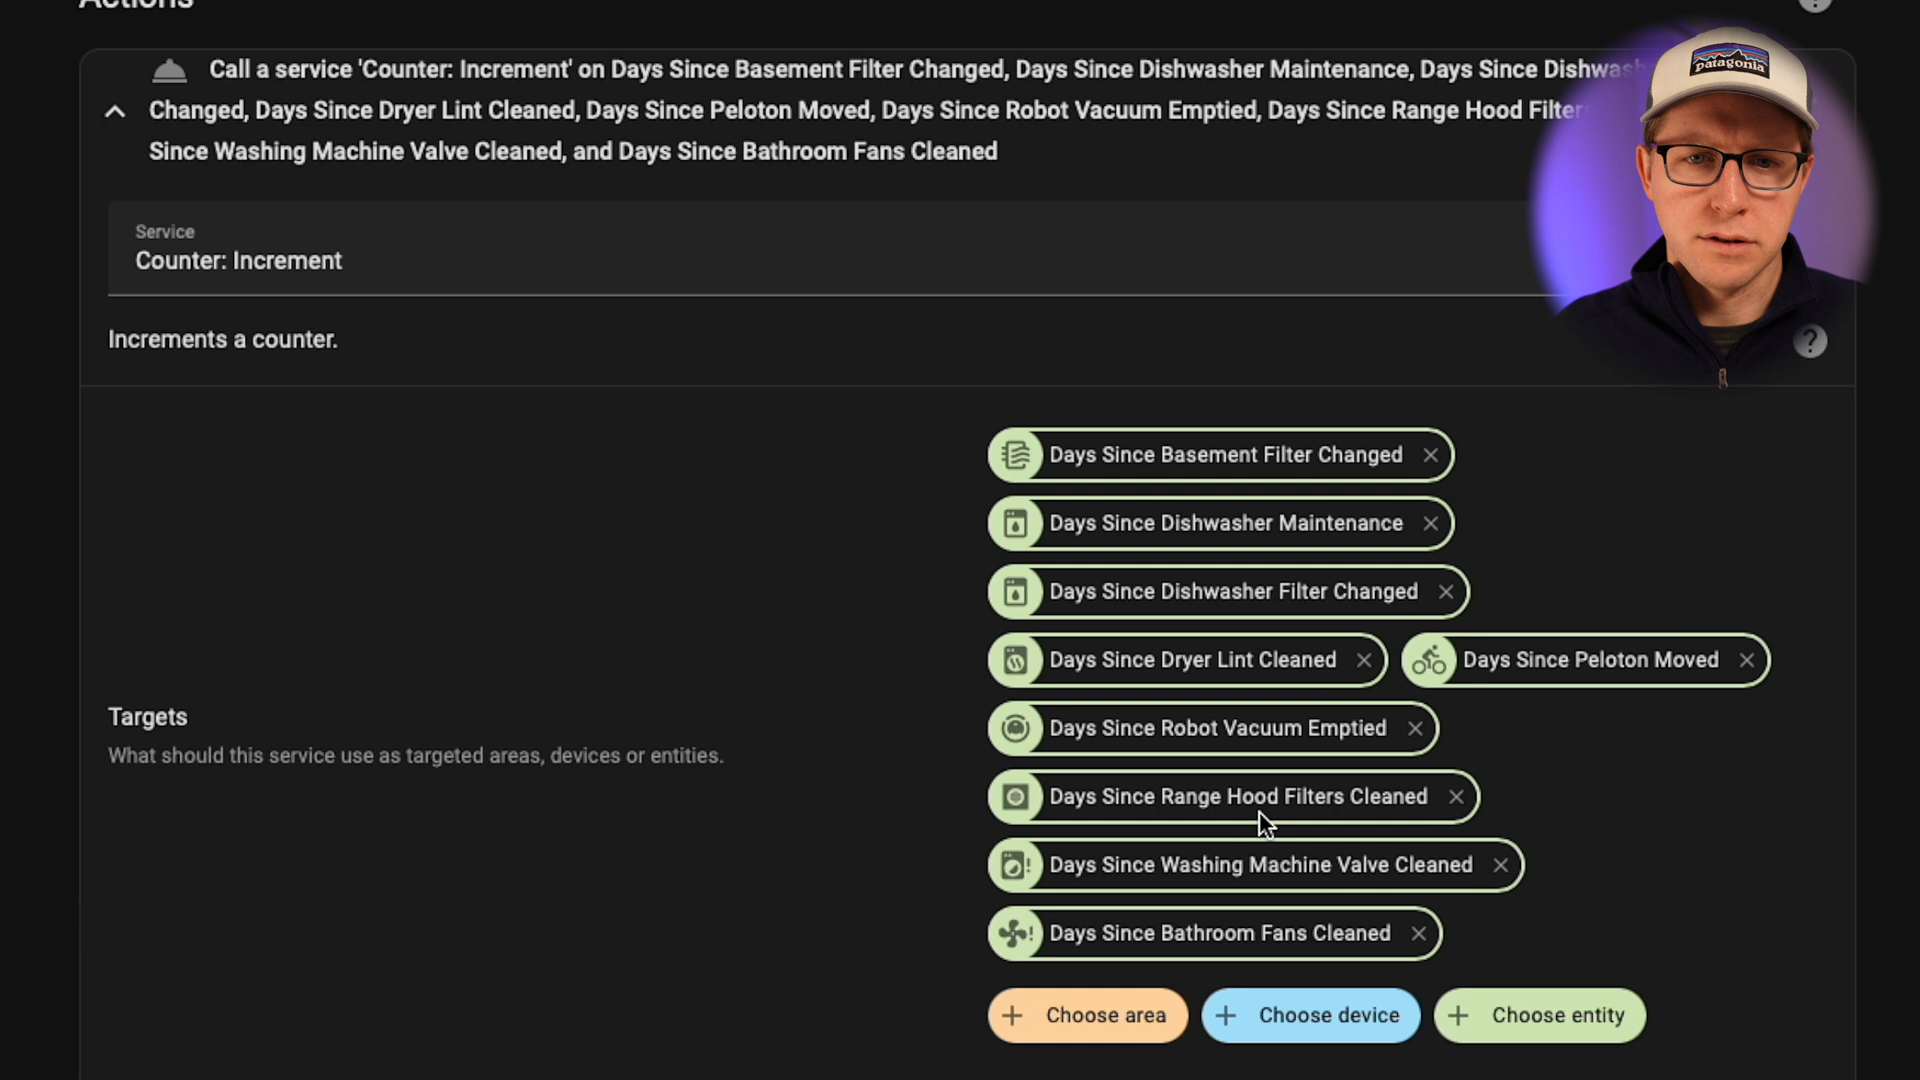 Actions
Call a service 'Counter: Increment' on Days Since Basement Filter Changed, Days Since Dishwasher Maintenance, Days Since
Changed, Days Since Dryer Lint Cleaned, Days Since Peloton Moved, Days Since Robot Vacuum Emptied, Days Since Range Hood
Since Washing Machine Valve Cleaned, and Days Since Bathroom Fans Cleaned
patagonia
Service
Counter: Increment
Increments a counter.
Days Since Basement Filter Changed
Days Since Dishwasher Maintenance
Days Since Dishwasher Filter Changed
Days Since Dryer Lint Cleaned
Days Since Peloton Moved
Days Since Robot Vacuum Emptied
Days Since Range Hood Filters Cleaned
Days Since Washing Machine Valve Cleaned
Days Since Bathroom Fans Cleaned
Targets
What should this service use as targeted areas, devices or entities.
+ Choose area
+ Choose device
+ Choose entity